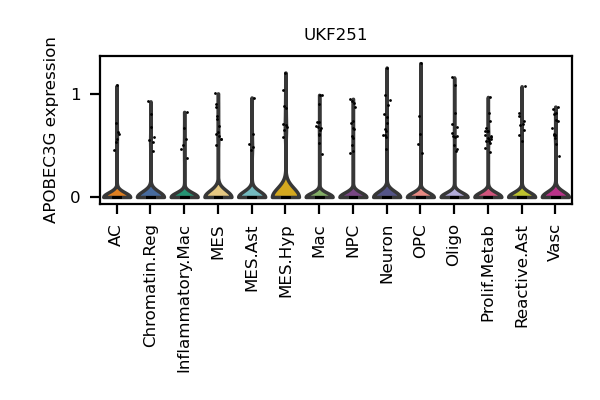 UKF251
APOBEC3G expression
1
0
AC
Chromatin.Reg
Inflammatory.Mac
MES
MES.Ast
MES.Hyp
Mac
NPC
Neuron
OPC
Oligo
Prolif.Metab
Reactive.Ast
Vasc